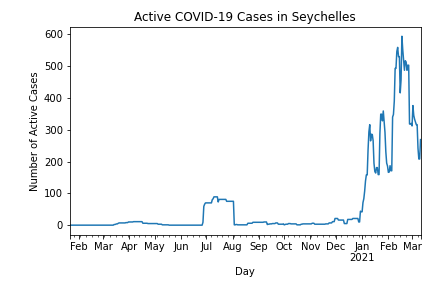 Active COVID-19 Cases in Seychelles
600
500
400
300
200
100
0
Number of Active Cases
Feb Mar Apr May Jun Jul Aug Sep Oct Nov Dec Jan Feb Mar
2021
Day